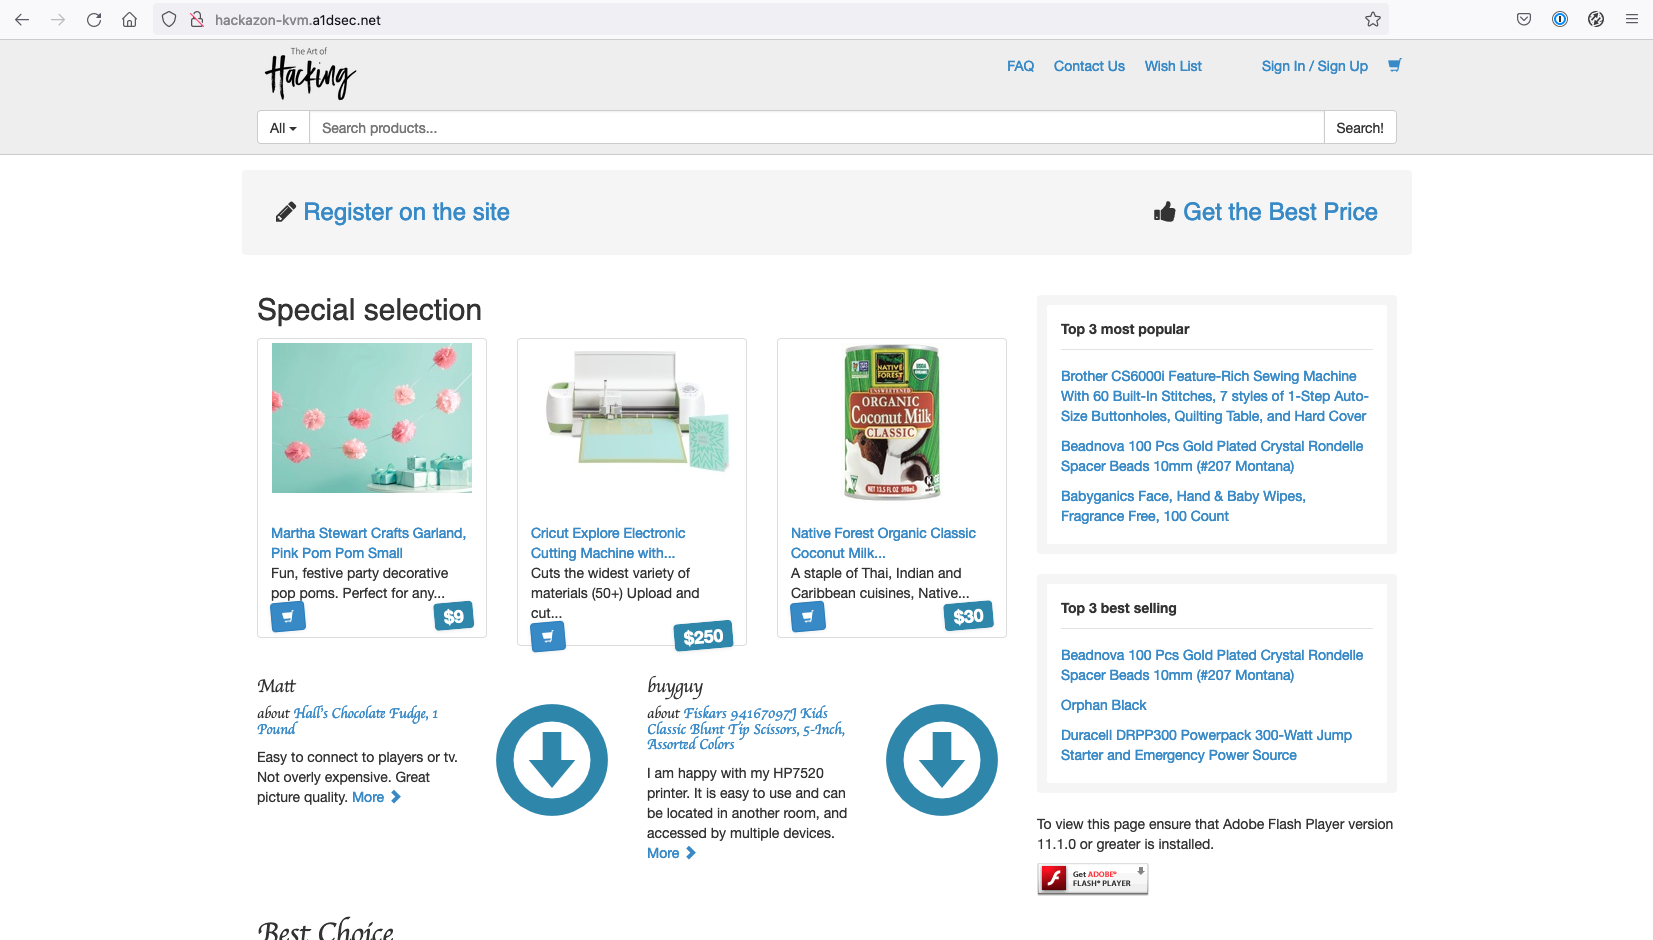 hackazon-kvm.a1dsec.net
The Art of
Hacking
FAQ Contact Us Wish List Sign In / Sign Up
All Search products... Search!
Register on the site Get the Best Price
Special selection
Martha Stewart Crafts Garland,
Pink Pom Pom Small
Fun, festive party decorative
pop poms. Perfect for any...
$9
Cricut Explore Electronic
Cutting Machine with...
Cuts the widest variety of
materials (50+) Upload and
cut...
$250
NATIVE
FOREST
USDA
ORGANIC
UNSWEETENED
ORGANIC
Coconut Milk
CLASSIC
NET 13.5 FL OZ 398mL
Native Forest Organic Classic
Coconut Milk...
A staple of Thai, Indian and
Caribbean cuisines, Native...
$30
Matt
about Hall's Chocolate Fudge, 1
Pound
Easy to connect to players or tv.
Not overly expensive. Great
picture quality. More
buyguy
about Fiskars 94167097J Kids
Classic Blunt Tip Scissors, 5-Inch,
Assorted Colors
I am happy with my HP7520
printer. It is easy to use and can
be located in another room, and
accessed by multiple devices.
More
Best Choice
Top 3 most popular
Brother CS6000i Feature-Rich Sewing Machine
With 60 Built-In Stitches, 7 styles of 1-Step Auto-
Size Buttonholes, Quilting Table, and Hard Cover
Beadnova 100 Pcs Gold Plated Crystal Rondelle
Spacer Beads 10mm (#207 Montana)
Babyganics Face, Hand & Baby Wipes,
Fragrance Free, 100 Count
Top 3 best selling
Beadnova 100 Pcs Gold Plated Crystal Rondelle
Spacer Beads 10mm (#207 Montana)
Orphan Black
Duracell DRPP300 Powerpack 300-Watt Jump
Starter and Emergency Power Source
To view this page ensure that Adobe Flash Player version
11.1.0 or greater is installed.
Get ADOBE®
FLASH® PLAYER